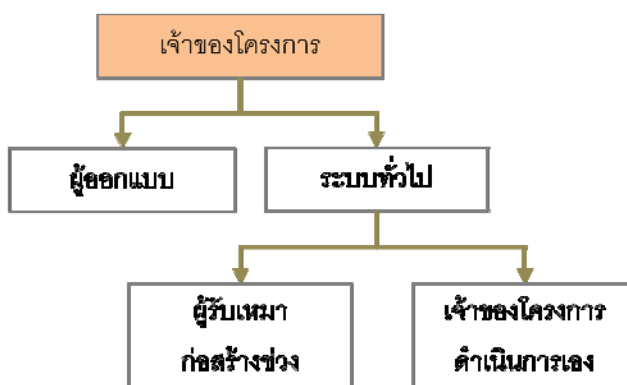 เจ้าของโครงการ
ผู้ออกแบบ
ระบบทั่วไป
ผู้รับเหมา
ก่อสร้างช่วง
เจ้าของโครงการ
ดำเนินการเอง